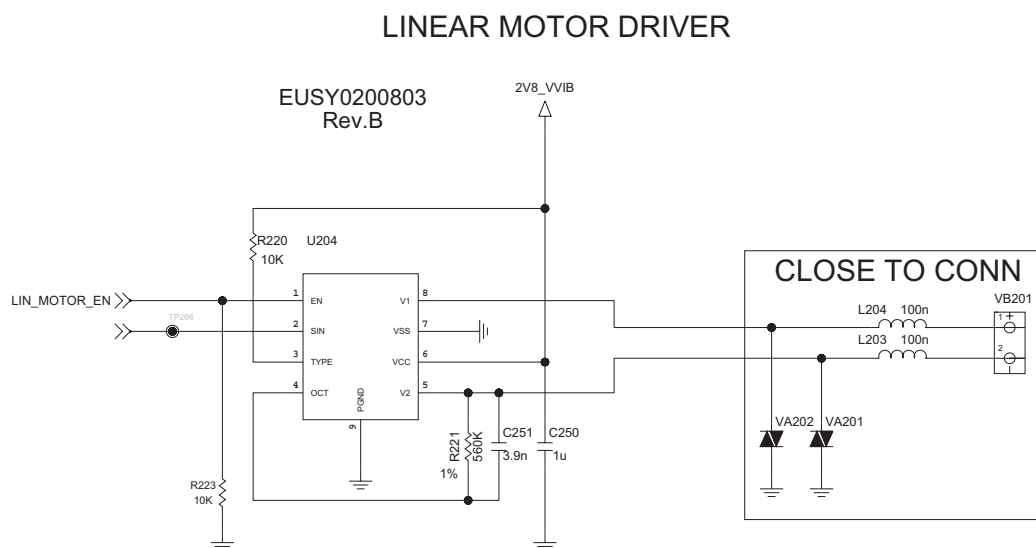 LINEAR MOTOR DRIVER
EUSY0200803
Rev.B
2V8_VVIB
R220
10K
U204
CLOSE TO CONN
LIN_MOTOR_EN
1
EN
V1
8
L204
100n
VB201
1
+
TP206
2
SIN
VSS
7
L203
100n
2
3
TYPE
VCC
6
4
OCT
V2
5
PGND
9
R221
560K
1%
C251
3.9n
C250
1u
VA202
VA201
R223
10K